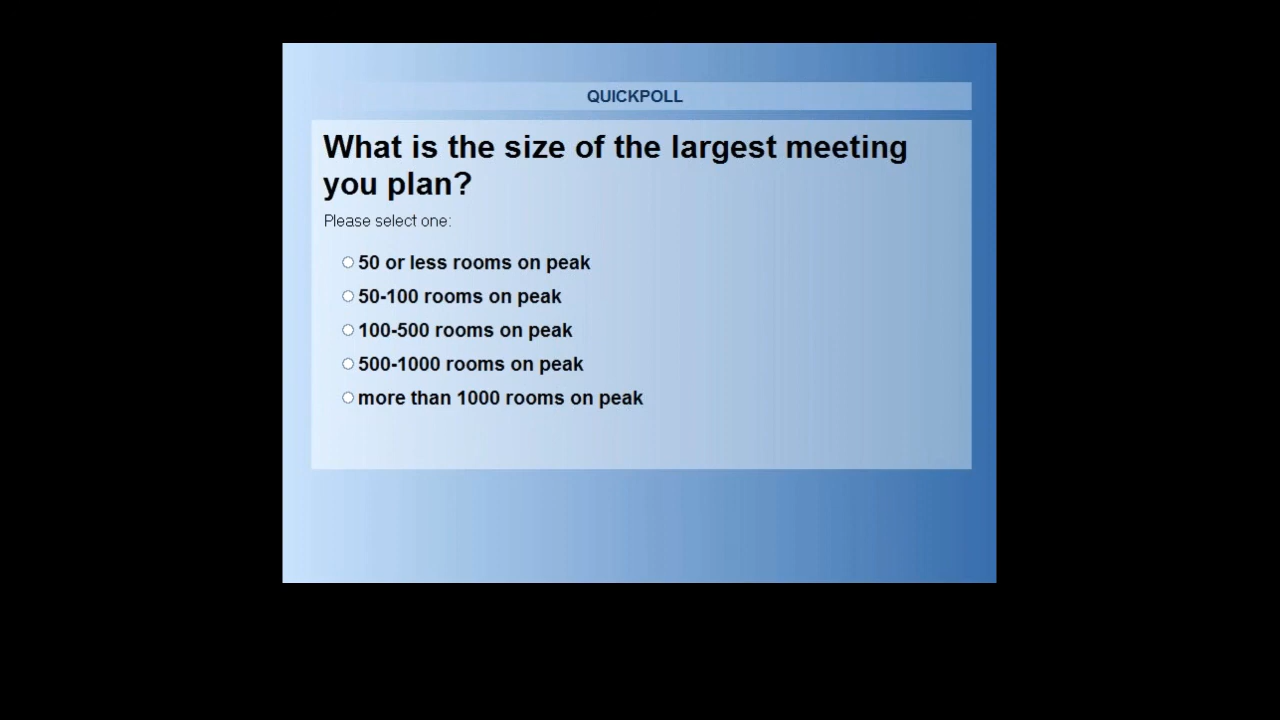 QUICKPOLL
What is the size of the largest meeting
you plan?
Please select one:
50 or less rooms on peak
50-100 rooms on peak
100-500 rooms on peak
500-1000 rooms on peak
more than 1000 rooms on peak